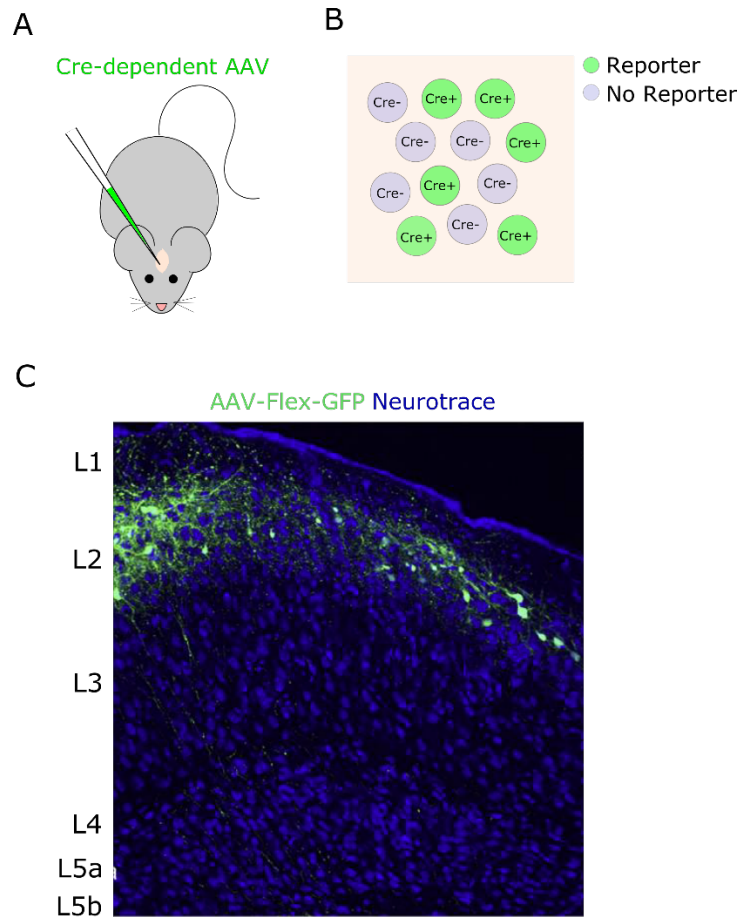 A
Cre-dependent AAV
B
Cre- Cre+ Cre+
Cre- Cre- Cre+
Cre- Cre+ Cre-
Cre+ Cre- Cre+
Reporter
No Reporter
C
AAV-Flex-GFP Neurotrace
L1
L2
L3
L4
L5a
L5b